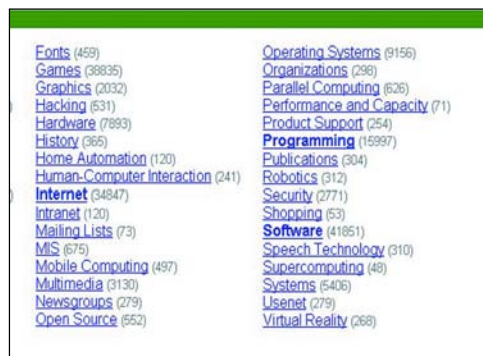 Fonts (459)
Games (38835)
Graphics (2032)
Hacking (531)
Hardware (7893)
History (365)
Home Automation (120)
Human-Computer Interaction (241)
Internet (34847)
Intranet (120)
Mailing Lists (73)
MIS (675)
Mobile Computing (497)
Multimedia (3130)
Newsgroups (279)
Open Source (552)
Operating Systems (9156)
Organizations (298)
Parallel Computing (626)
Performance and Capacity (71)
Product Support (254)
Programming (15997)
Publications (304)
Robotics (312)
Security (2771)
Shopping (53)
Software (41851)
Speech Technology (310)
Supercomputing (48)
Systems (5406)
Usenet (279)
Virtual Reality (268)